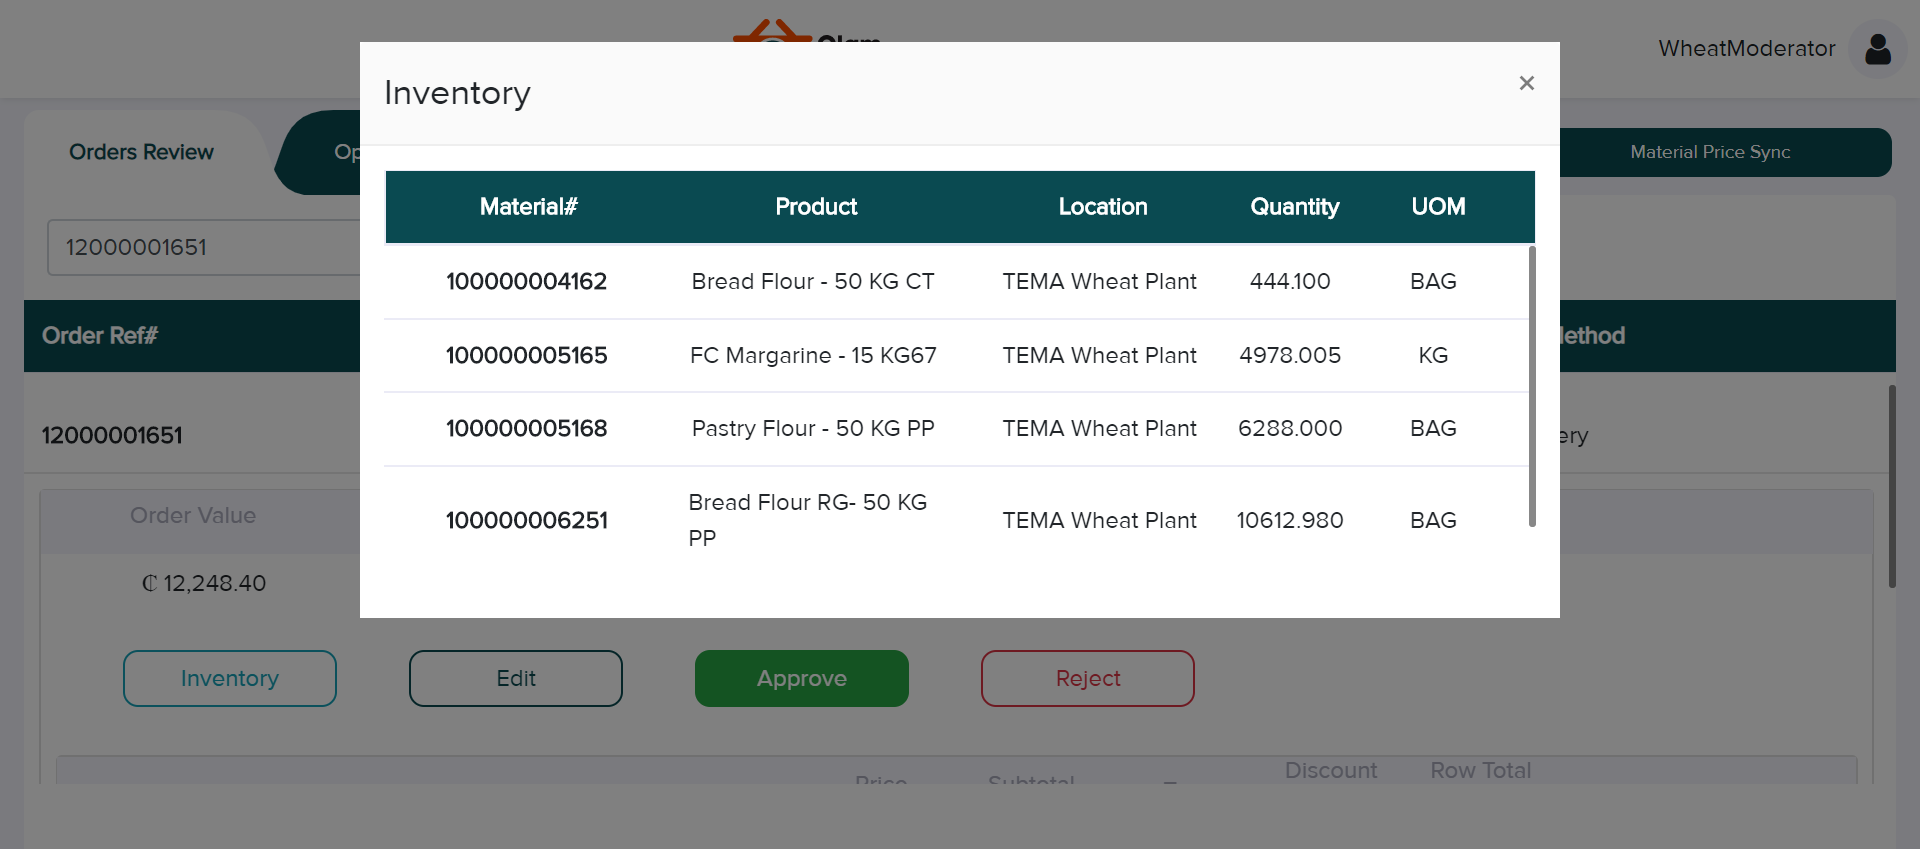 WheatModerator
Inventory
×
Orders Review
Op
Material Price Sync
Material# Product Location Quantity UOM
12000001651
100000004162 Bread Flour - 50 KG CT TEMA Wheat Plant 444.100 BAG
Order Ref#
100000005165 FC Margarine - 15 KG67 TEMA Wheat Plant 4978.005 KG
12000001651
100000005168 Pastry Flour - 50 KG PP TEMA Wheat Plant 6288.000 BAG
100000006251 Bread Flour RG- 50 KG
PP TEMA Wheat Plant 10612.980 BAG
Order Value
₵ 12,248.40
Inventory Edit Approve Reject
Price Subtotal Discount Row Total